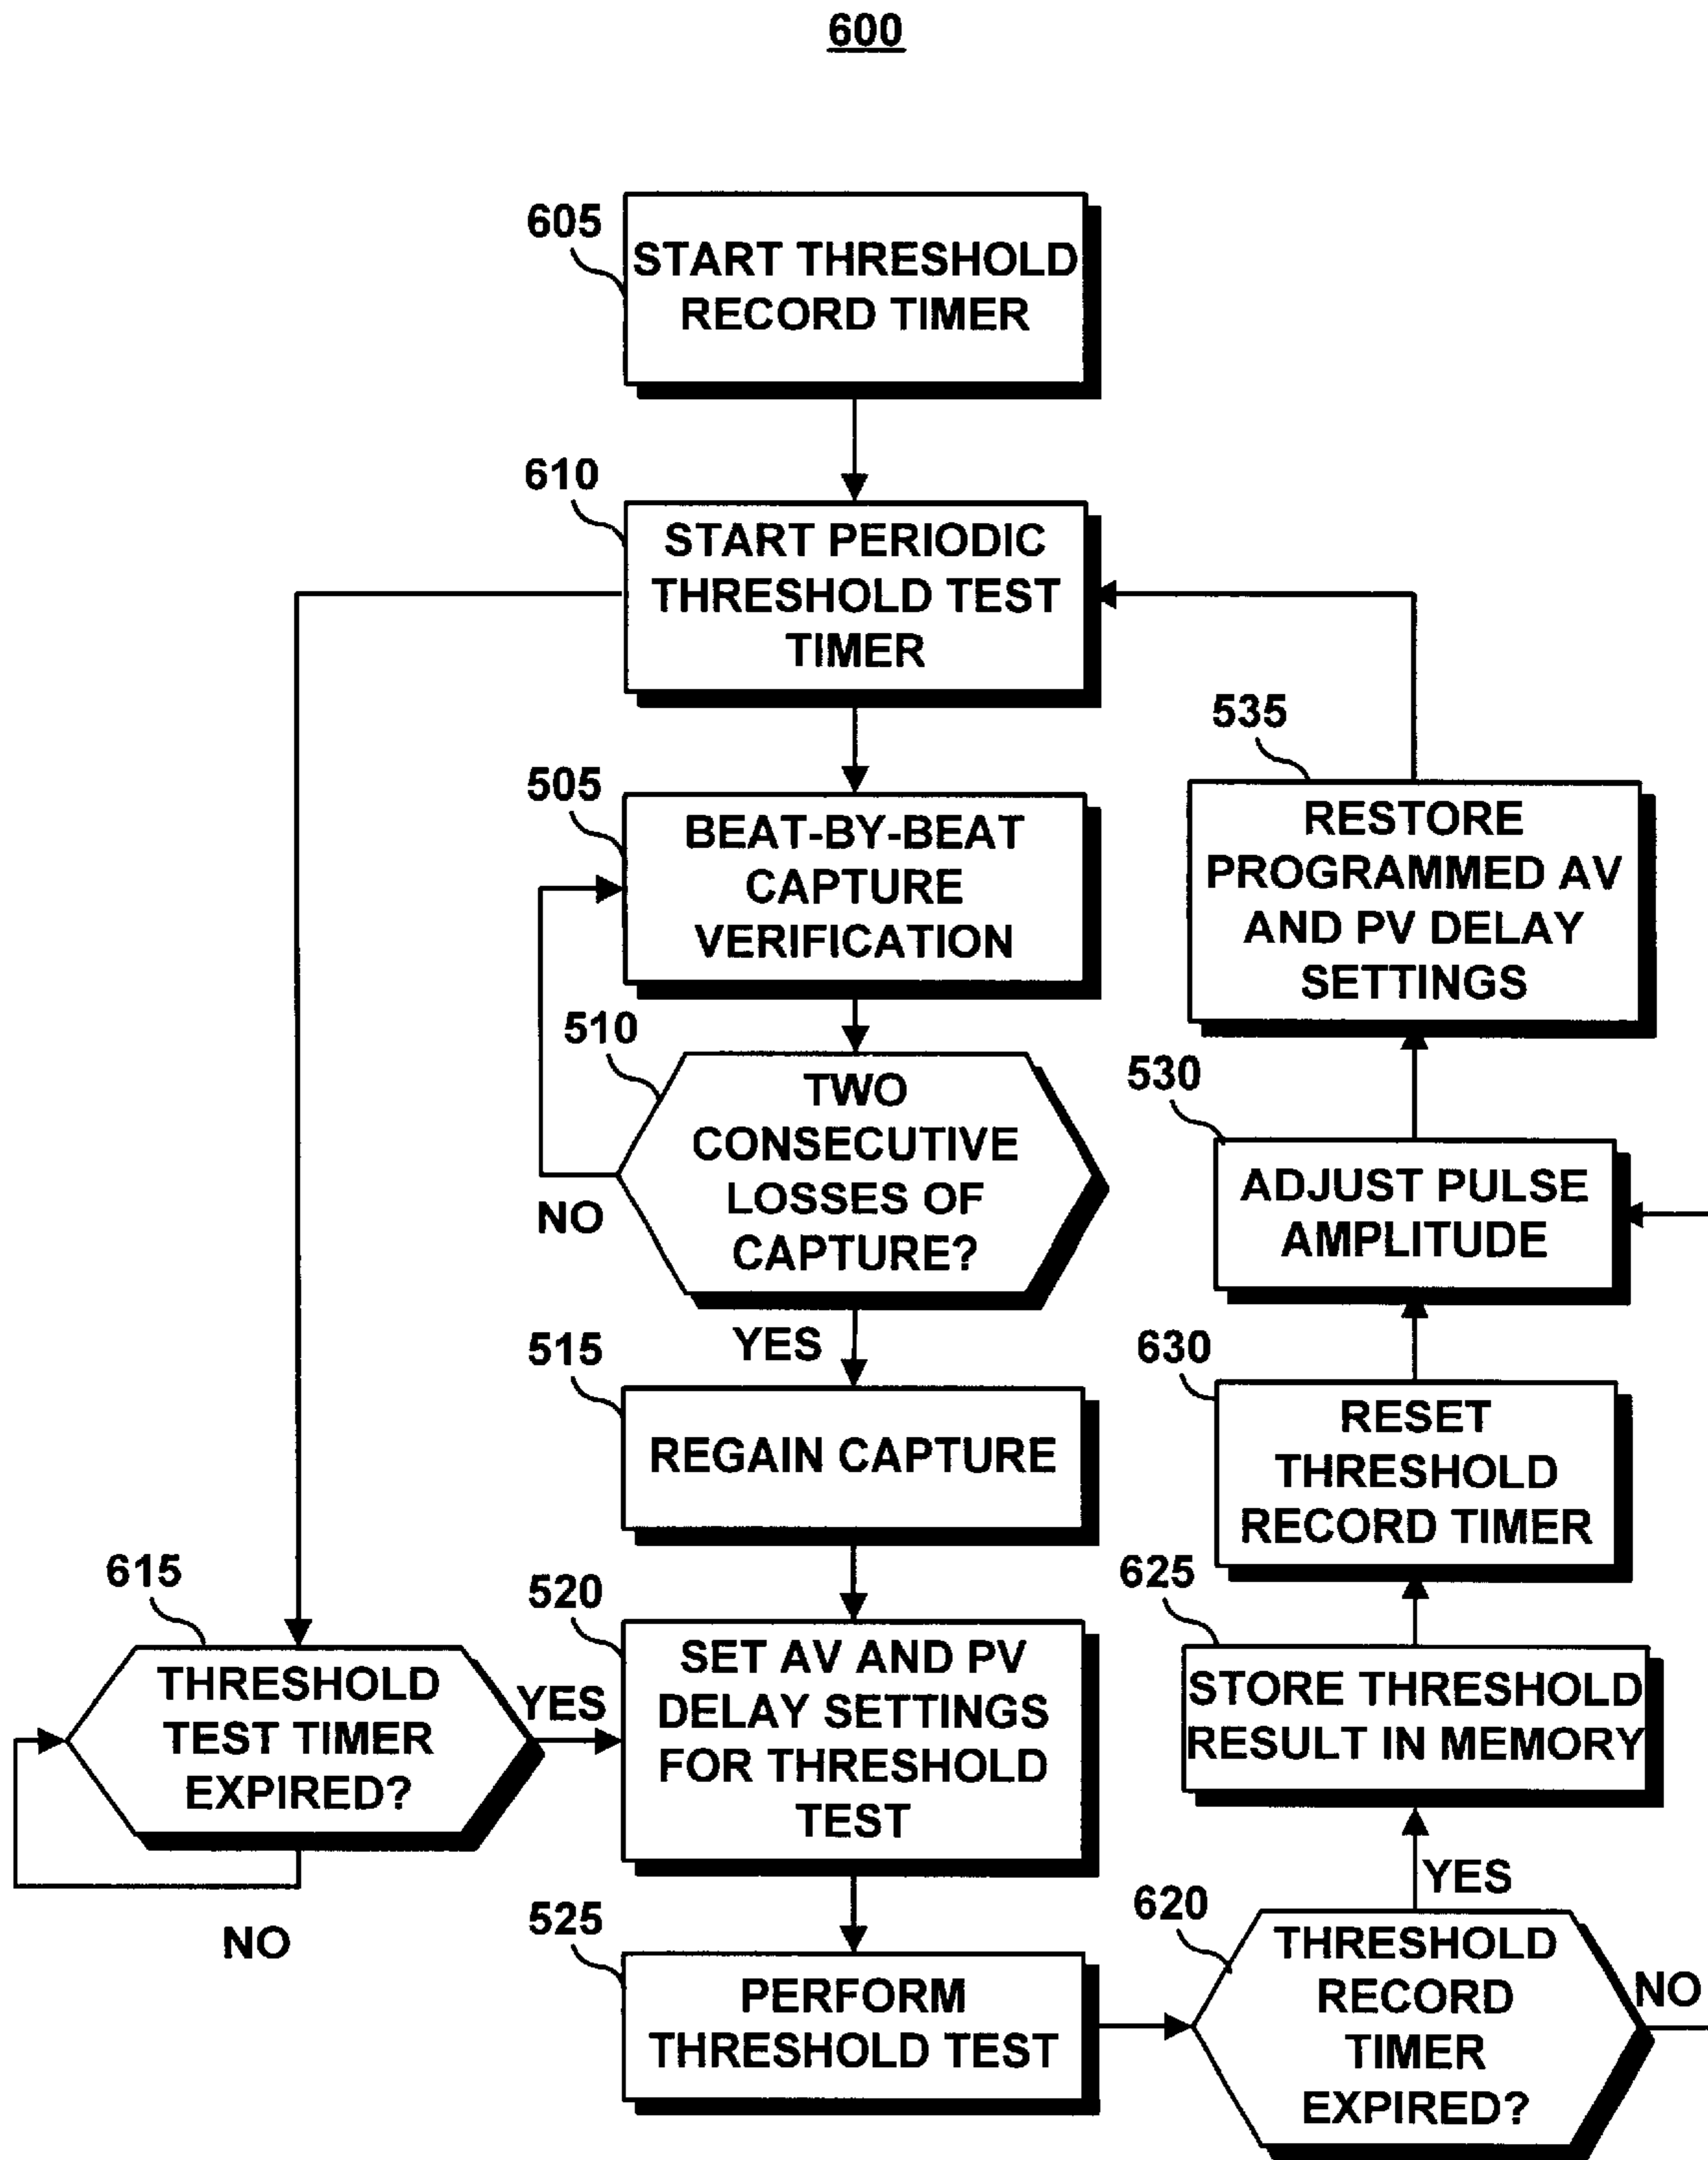 600
605
START THRESHOLD
RECORD TIMER
610
START PERIODIC
THRESHOLD TEST
TIMER
505
BEAT-BY-BEAT
CAPTURE
VERIFICATION
510
TWO
CONSECUTIVE
LOSSES OF
CAPTURE?
NO
YES
515
REGAIN CAPTURE
615
THRESHOLD
TEST TIMER
EXPIRED?
YES
NO
520
SET AV AND PV
DELAY SETTINGS
FOR THRESHOLD
TEST
525
PERFORM
THRESHOLD TEST
620
THRESHOLD
RECORD
TIMER
EXPIRED?
NO
YES
625
STORE THRESHOLD
RESULT IN MEMORY
630
RESET
THRESHOLD
RECORD TIMER
530
ADJUST PULSE
AMPLITUDE
535
RESTORE
PROGRAMMED AV
AND PV DELAY
SETTINGS